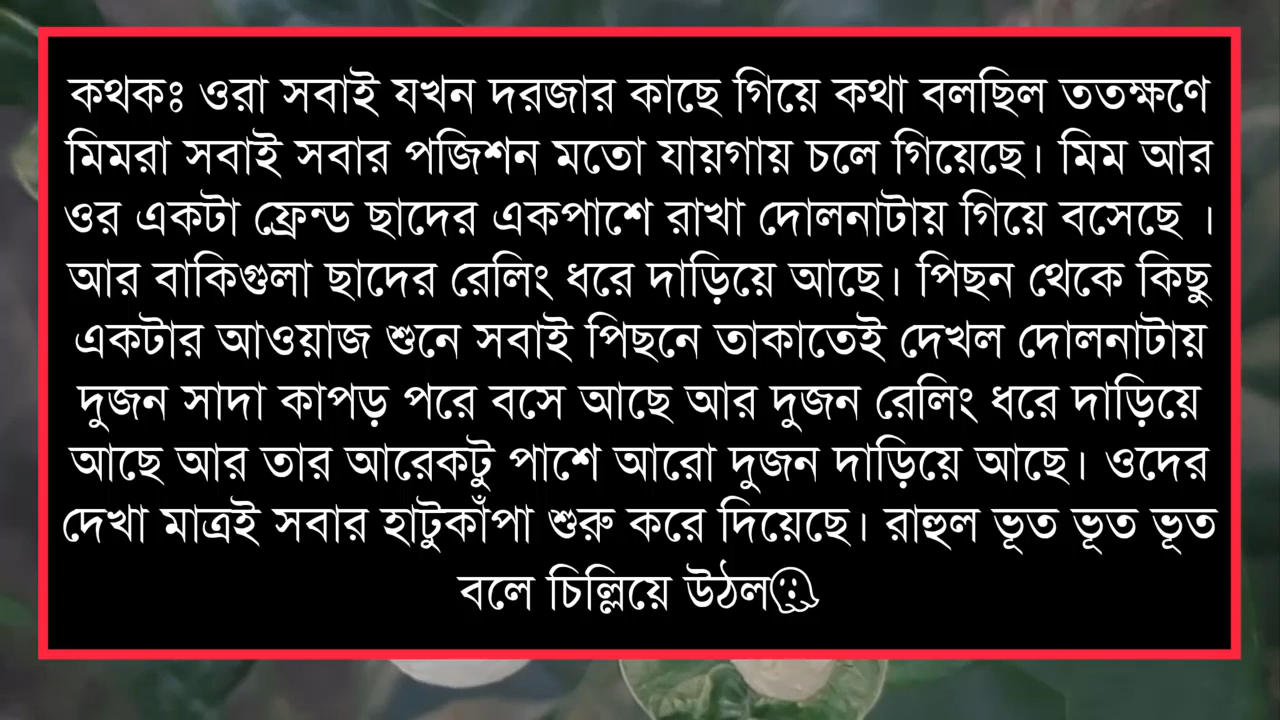 কথকঃ ওরা সবাই যখন দরজার কাছে গিয়ে কথা বলছিল ততক্ষণে
মিমরা সবাই সবার পজিশন মতো যায়গায় চলে গিয়েছে। মিম আর
ওর একটা ফ্রেন্ড ছাদের একপাশে রাখা দোলনাটায় গিয়ে বসেছে ।
আর বাকিগুলা ছাদের রেলিং ধরে দাড়িয়ে আছে। পিছন থেকে কিছু
একটার আওয়াজ শুনে সবাই পিছনে তাকাতেই দেখল দোলনাটায়
দুজন সাদা কাপড় পরে বসে আছে আর দুজন রেলিং ধরে দাড়িয়ে
আছে আর তার আরেকটু পাশে আরো দুজন দাড়িয়ে আছে। ওদের
দেখা মাত্রই সবার হাটুকাঁপা শুরু করে দিয়েছে। রাহুল ভূত ভূত ভূত
বলে চিল্লিয়ে উঠল👻